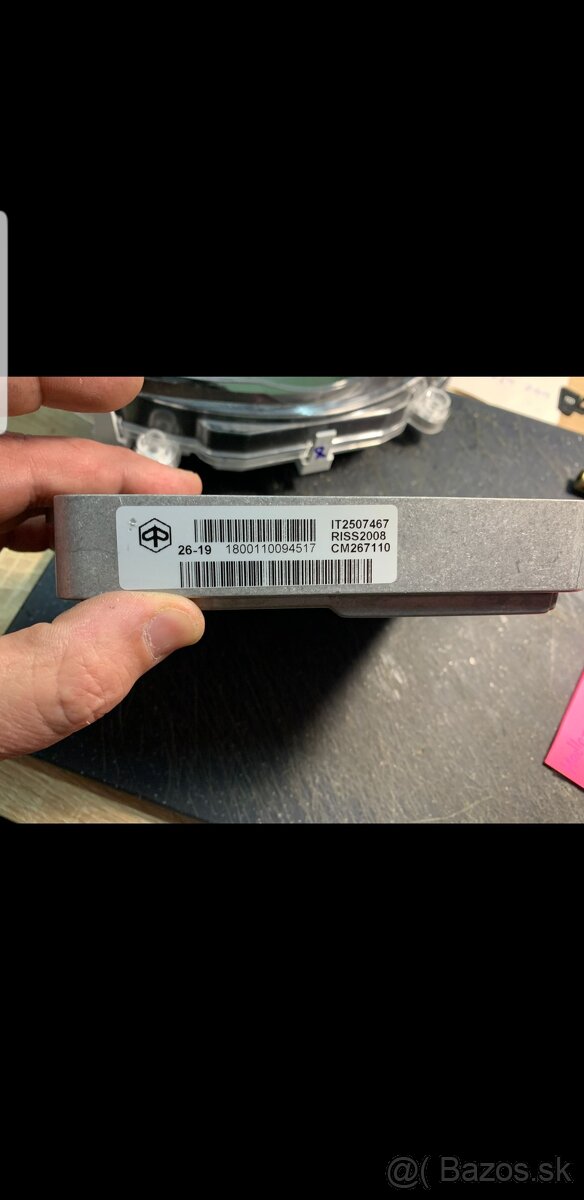 IT2507467
RISS2008
26-19 1800110094517 CM267110
@( Bazos.sk